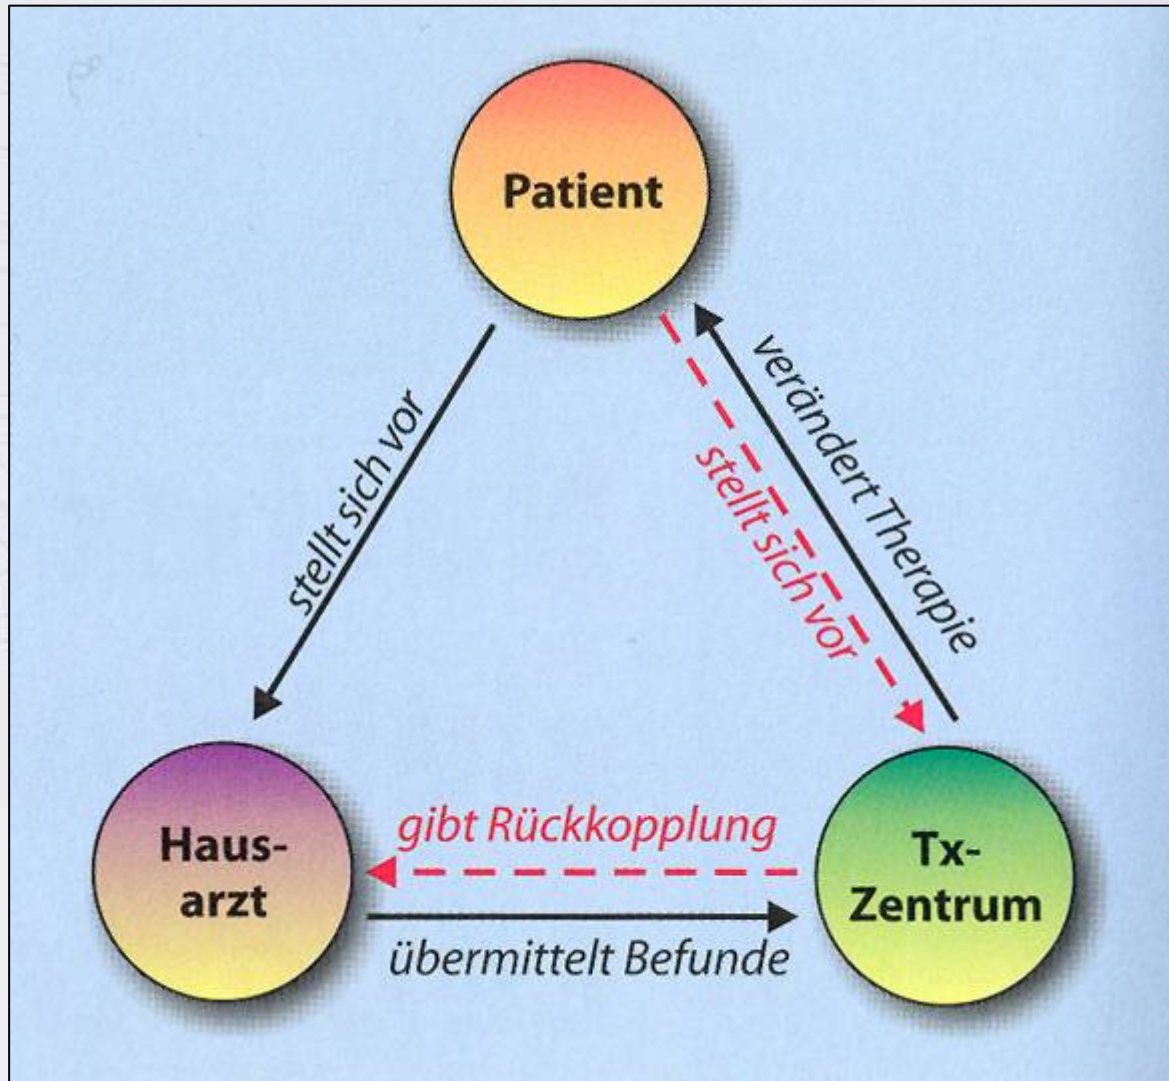 Patient
stellt sich vor
stellt sich vor
verändert Therapie
Haus-
arzt
gibt Rückkopplung
übermittelt Befunde
Tx-
Zentrum